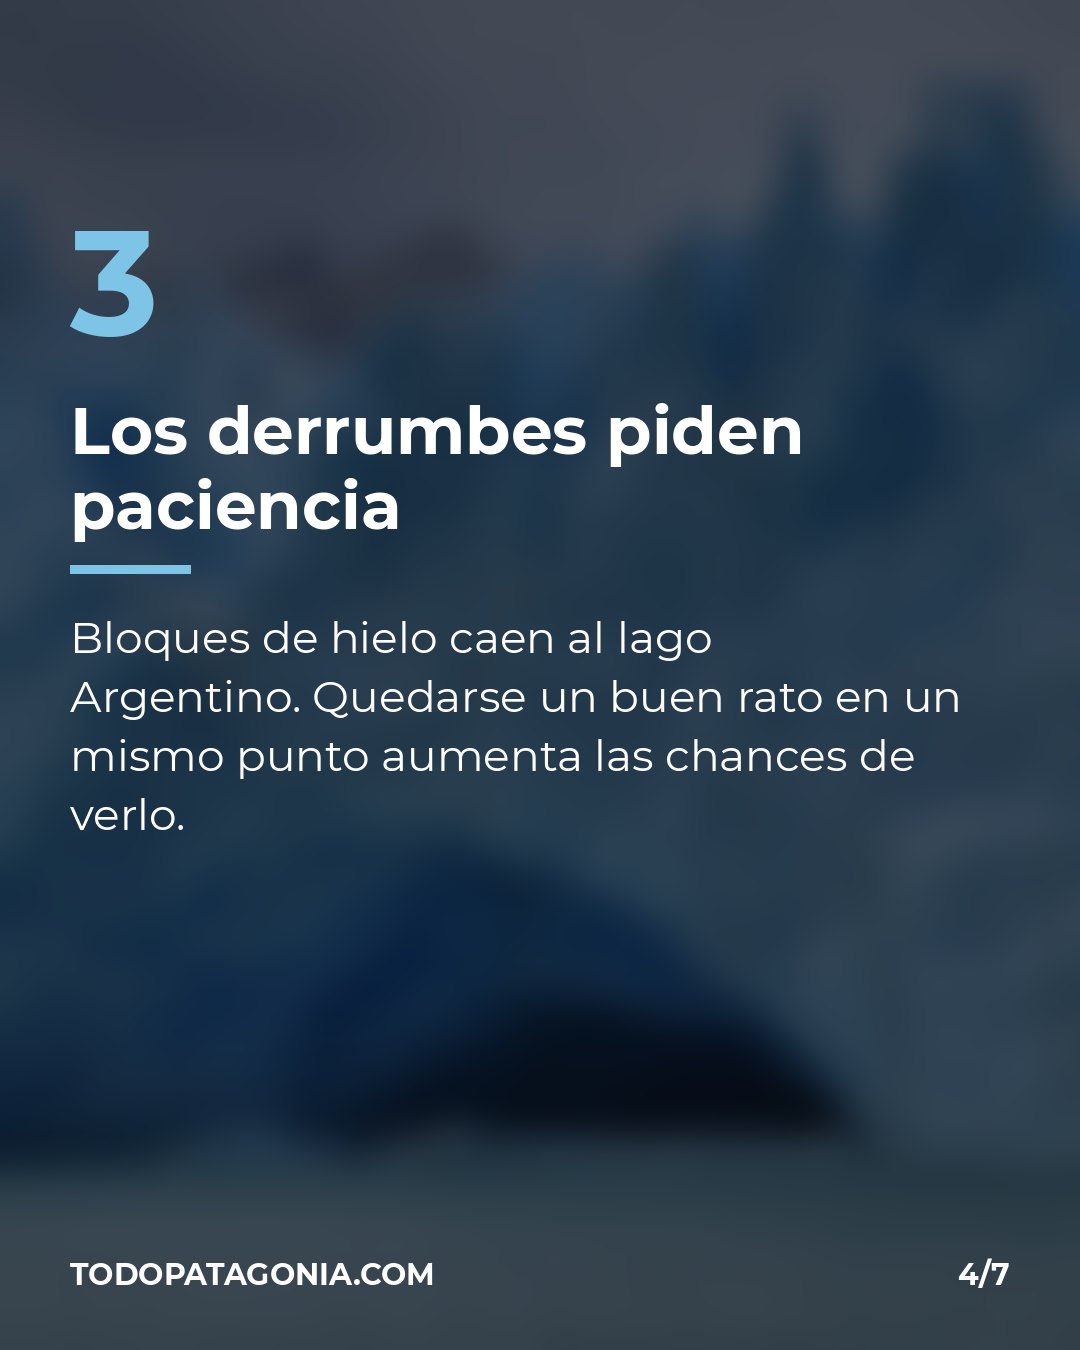 3
Los derrumbes piden
paciencia
Bloques de hielo caen al lago
Argentino. Quedarse un buen rato en un
mismo punto aumenta las chances de
verlo.
TODOPATAGONIA.COM
4/7